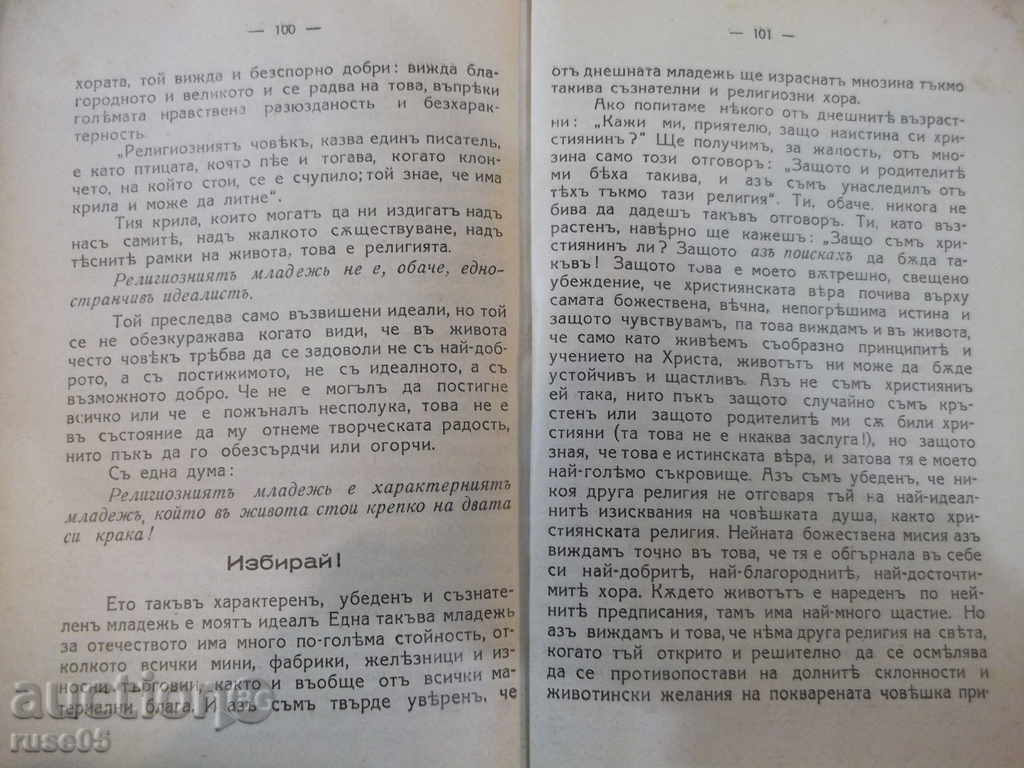 — 100 —
хората, той вижда и безспорно добри: вижда бла-
городното и великото и се радва на това, въпрѣки
голѣмата нравствена разюзданость и безхарак-
терность.
„Религиозниятъ човѣкъ, казва единъ писатель,
е като птицата, която пѣе и тогава, когато клон-
чето, на който стои, се е счупило; той знае, че има
крила и може да литне“.
Тия крила, които могатъ да ни издигатъ надъ
насъ самитѣ, надъ жалкото сѫществуване, надъ
тѣснитѣ рамки на живота, това е религията.
Религиозниятъ младежь не е, обаче, едно-
странчивъ идеалистъ.
Той преследва само възвишени идеали, но той
се не обезкуражава когато види, че въ живота
често човѣкъ трѣбва да се задоволи не съ най-доб-
рото, а съ постижимото, не съ идеалното, а съ
възможното добро. Че не е могълъ да постигне
всичко или че е пожъналъ несполука, това не е
въ състояние да му отнеме творческата радость,
нито пъкъ да го обезсърдчи или огорчи.
Съ една дума:
Религиозниятъ младежь е характерниятъ
младежь, който въ живота стои крепко на двата
си крака!
Избирай!
Ето такъвъ характеренъ, убеденъ и съзнате-
ленъ младежь е моятъ идеалъ Една такъва младежь
за отечеството има много по-голѣма стойность, от-
колкото всички мини, фабрики, желѣзници и из-
носни търговии, както и въобще отъ всички ма-
териални блага. И азъ съмъ твърде увѣренъ, че
— 101 —
отъ днешната младежь ще израснатъ мнозина тъкмо
такива съзнателни и религиозни хора.
Ако попитаме нѣкого отъ днешнитѣ възраст-
ни: „Кажи ми, приятелю, защо наистина си хри-
стиянинъ?“ Ще получимъ, за жалость, отъ мно-
зина само този отговоръ: „Защото и родителитѣ
ми бѣха такива, и азъ съмъ унаследилъ отъ
тѣхъ тъкмо тази религия“. Ти, обаче. никога не
бива да дадешъ такъвъ отговоръ. Ти, като въз-
растенъ, навѣрно ще кажешъ: „Защо съмъ хри-
стиянинъ ли? Защото азъ поискахъ да бѫда та-
къвъ! Защото това е моето вѫтрешно, свещено
убеждение, че християнската вѣра почива върху
самата божествена, вѣчна, непогрѣшима истина и
защото чувствувамъ, па това виждамъ и въ живота,
че само като живѣемъ съобразно принципитѣ и
учението на Христа, животътъ ни може да бѫде
устойчивъ и щастливъ. Азъ не съмъ християнъ
ей така, нито пъкъ защото случайно съмъ кръ-
стенъ или защото родителитѣ ми сѫ били хри-
стияни (та това не е нкаква заслуга!), но защото
зная, че това е истинската вѣра, и затова тя е моето
най-голѣмо съкровище. Азъ съмъ убеденъ, че ни-
коя друга религия не отговаря тъй на най-идеал-
нитѣ изисквания на човѣшката душа, както хри-
стиянската религия. Нейната божествена мисия азъ
виждамъ точно въ това, че тя е обгърнала въ себе
си най-добритѣ, най-благороднитѣ, най-досточти-
митѣ хора. Кѫдето животътъ е нареденъ по ней-
нитѣ предписания, тамъ има най-много щастие. Но
азъ виждамъ и това, че нѣма друга религия на свѣта,
когато тъй открито и решително да се осмѣлява
да се противопостави на долнитѣ склонности и
животински желания на покварената човѣшка при-
auction
ruse05